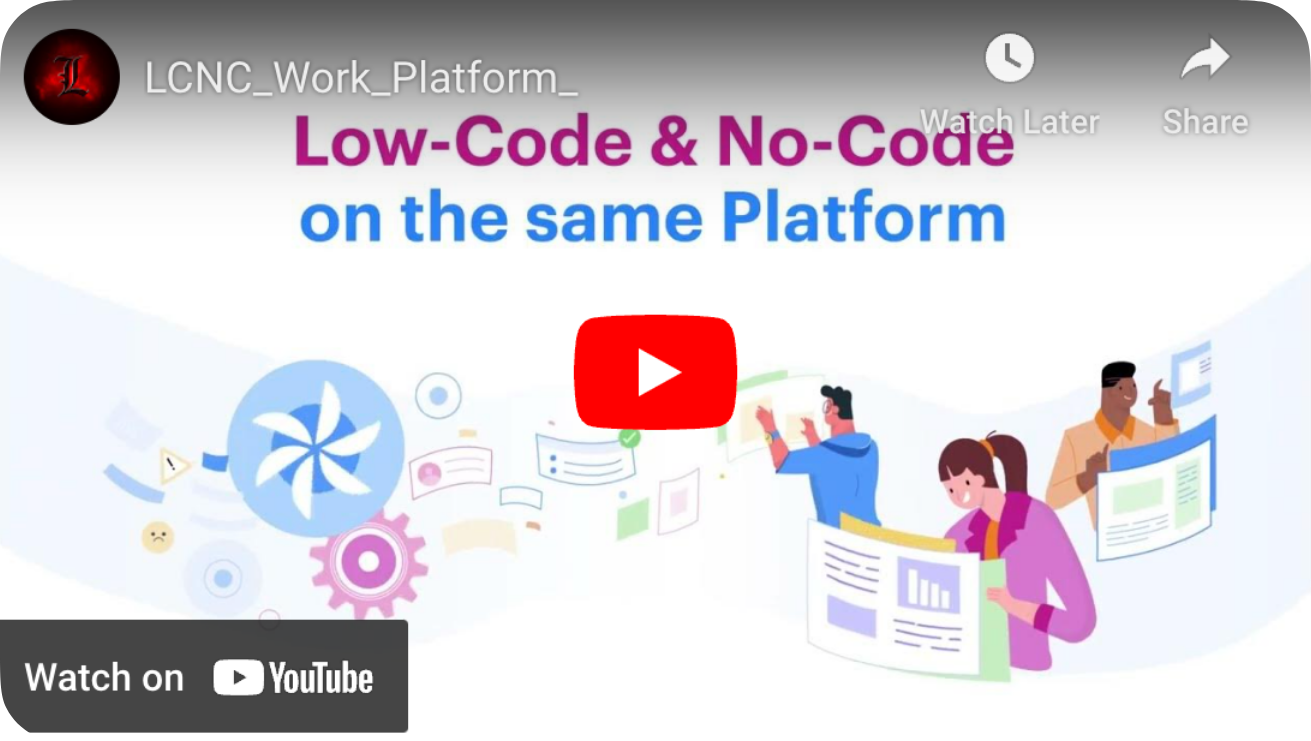 L
LCNC_Work_Platform_
Watch Later
Share
Low-Code & No-Code
on the same Platform
!
Watch on YouTube